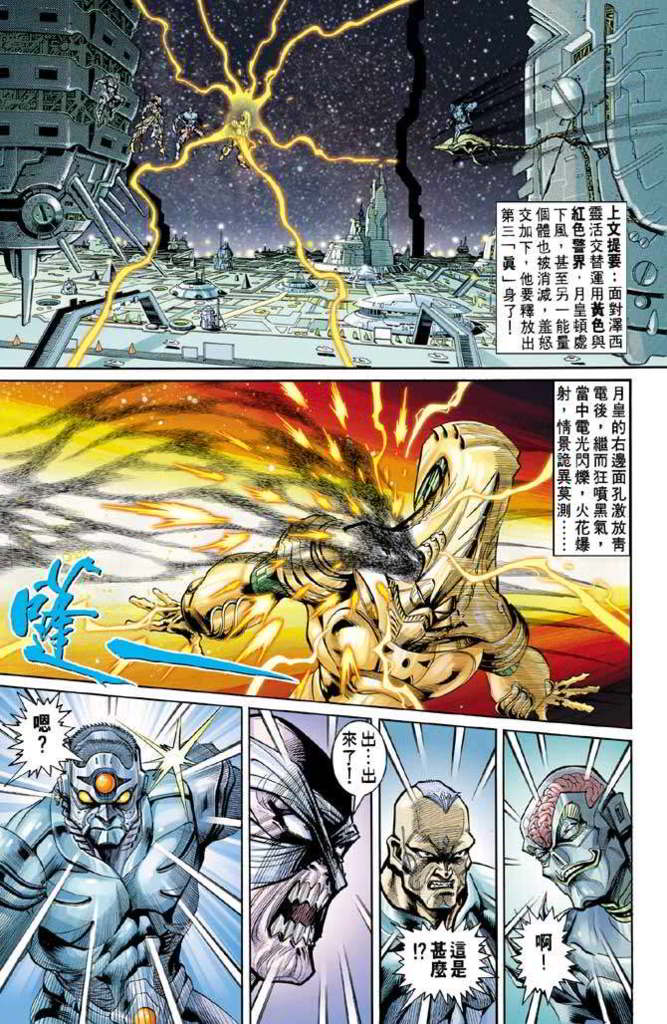 上文提要：面對澤西
靈活交替運用黃色與
紅色警界，月皇頓處
下風，甚至另一能量
個體也被消滅，羞怒
交加下，他要釋放出
第三「眞」身了！
月皇的右邊面孔激放靑
電後，繼而狂噴黑氣，
當中電光閃爍，火花爆
射，情景詭異莫測……
噠—
嗯？
出…出
來了！
這是
甚麼
!?
啊！